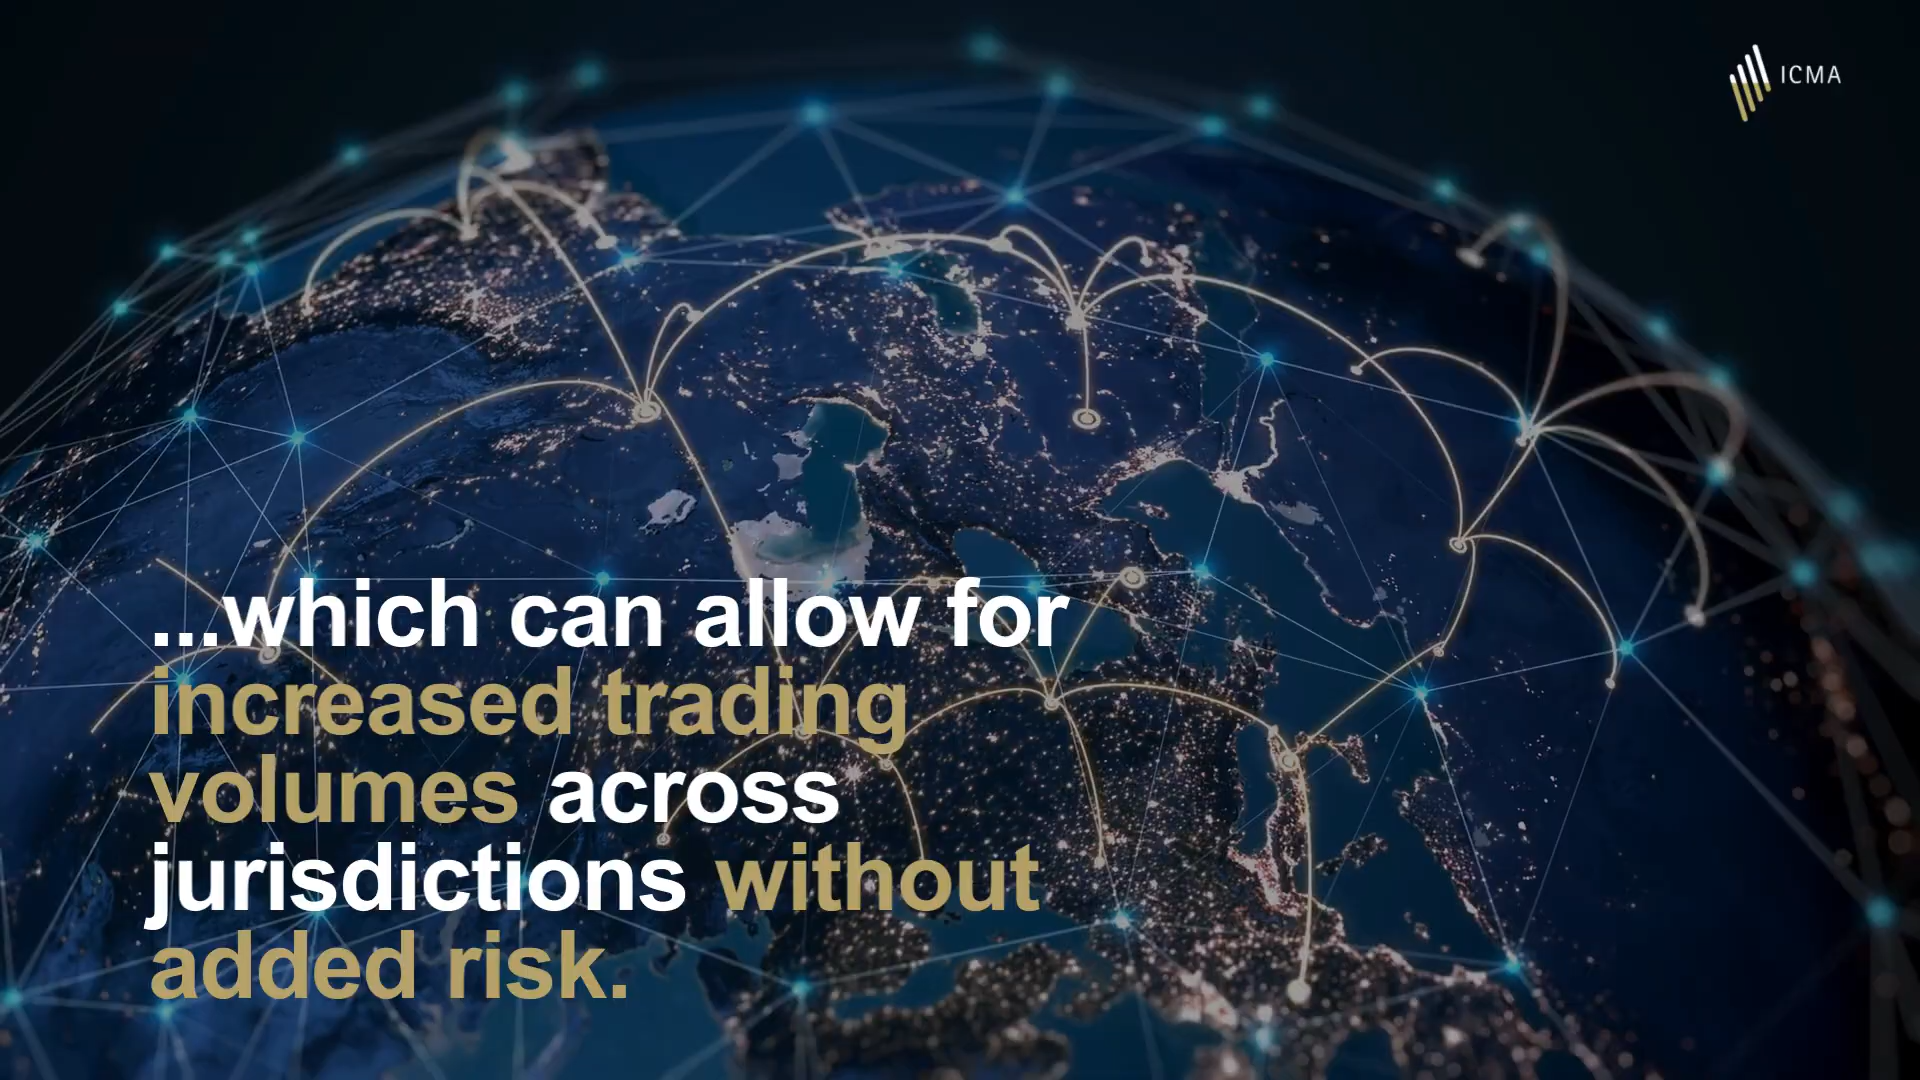 ICMA
...which can allow for
increased trading
volumes across
jurisdictions without
added risk.